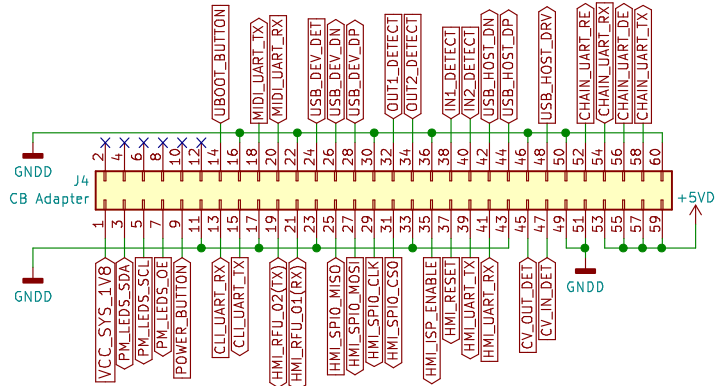 UBOOT_BUTTON
MIDI_UART_TX
MIDI_UART_RX
USB_DEV_DET
USB_DEV_DN
USB_DEV_DP
OUT1_DETECT
OUT2_DETECT
IN1_DETECT
IN2_DETECT
USB_HOST_DN
USB_HOST_DP
USB_HOST_DRV
CHAIN_UART_RE
CHAIN_UART_RX
CHAIN_UART_DE
CHAIN_UART_TX
2 4 6 8 10 12 14 16 18 20 22 24 26 28 30 32 34 36 38 40 42 44 46 48 50 52 54 56 58 60
GNDD
J4
CB Adapter
+5VD
1 3 5 7 9 11 13 15 17 19 21 23 25 27 29 31 33 35 37 39 41 43 45 47 49 51 53 55 57 59
GNDD
GNDD
VCC_SYS_1V8
PM_LEDS_SDA
PM_LEDS_SCL
PM_LEDS_OE
POWER_BUTTON
CLI_UART_RX
CLI_UART_TX
HMI_RFU_02(TX)
HMI_RFU_01(RX)
HMI_SPI0_MISO
HMI_SPI0_MOSI
HMI_SPI0_CLK
HMI_SPI0_CS0
HMI_ISP_ENABLE
HMI_RESET
HMI_UART_TX
HMI_UART_RX
CV_OUT_DET
CV_IN_DET